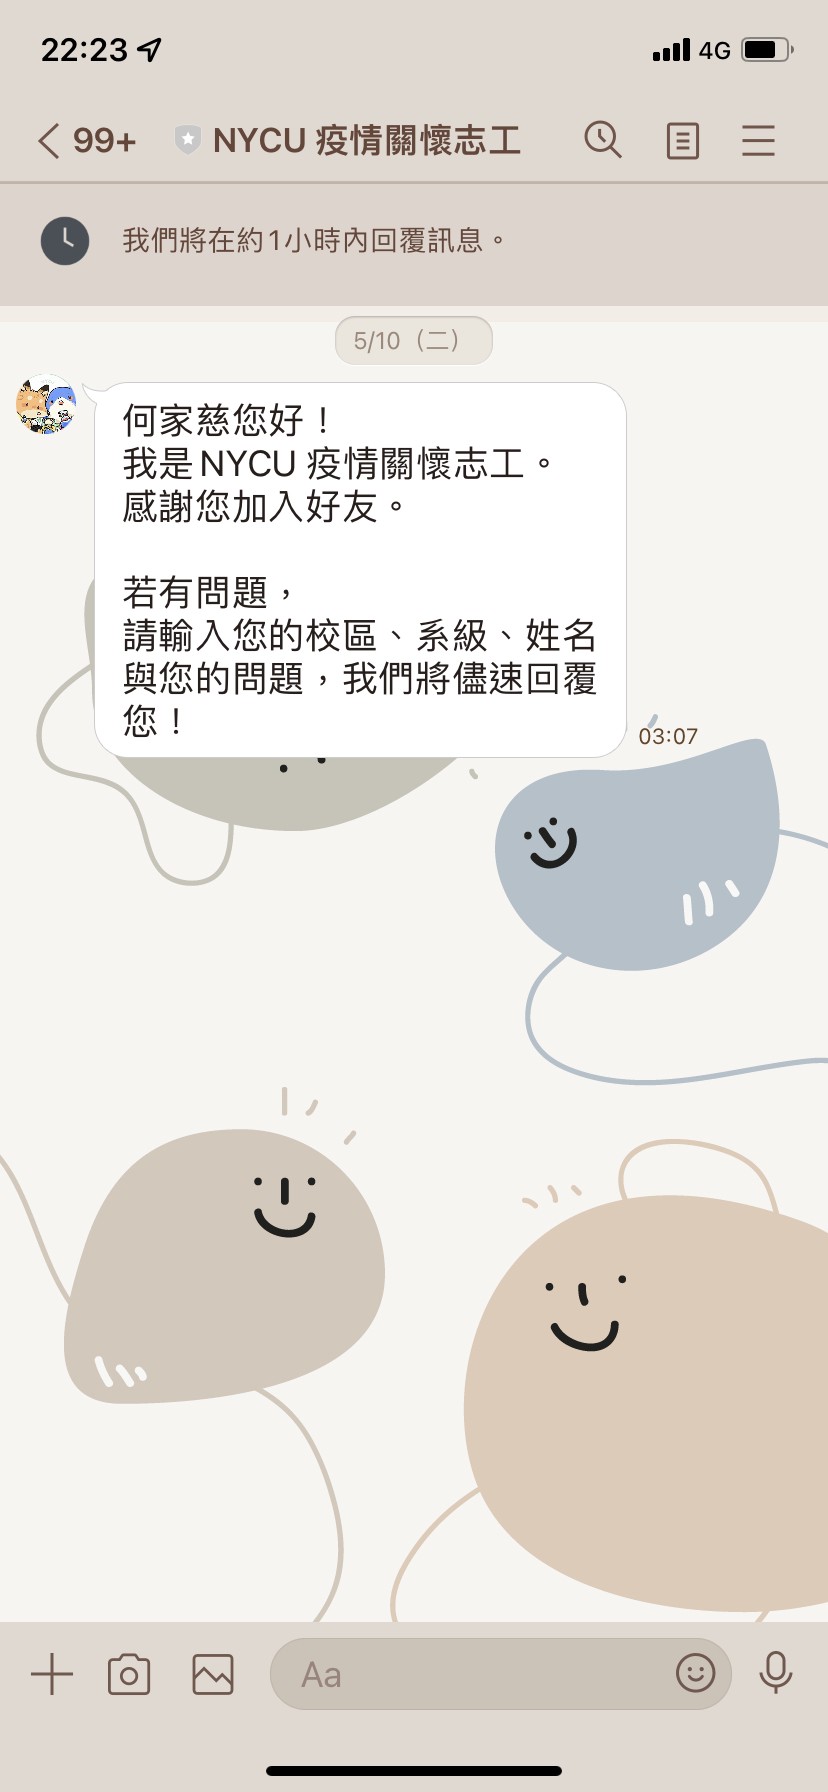 22:23
4G
99+
NYCU 疫情關懷志工
我們將在約1小時內回覆訊息。
5/10（二）
何家慈您好！
我是NYCU 疫情關懷志工。
感謝您加入好友。
若有問題，
請輸入您的校區、系級、姓名
與您的問題，我們將儘速回覆
您！
03:07
Aa